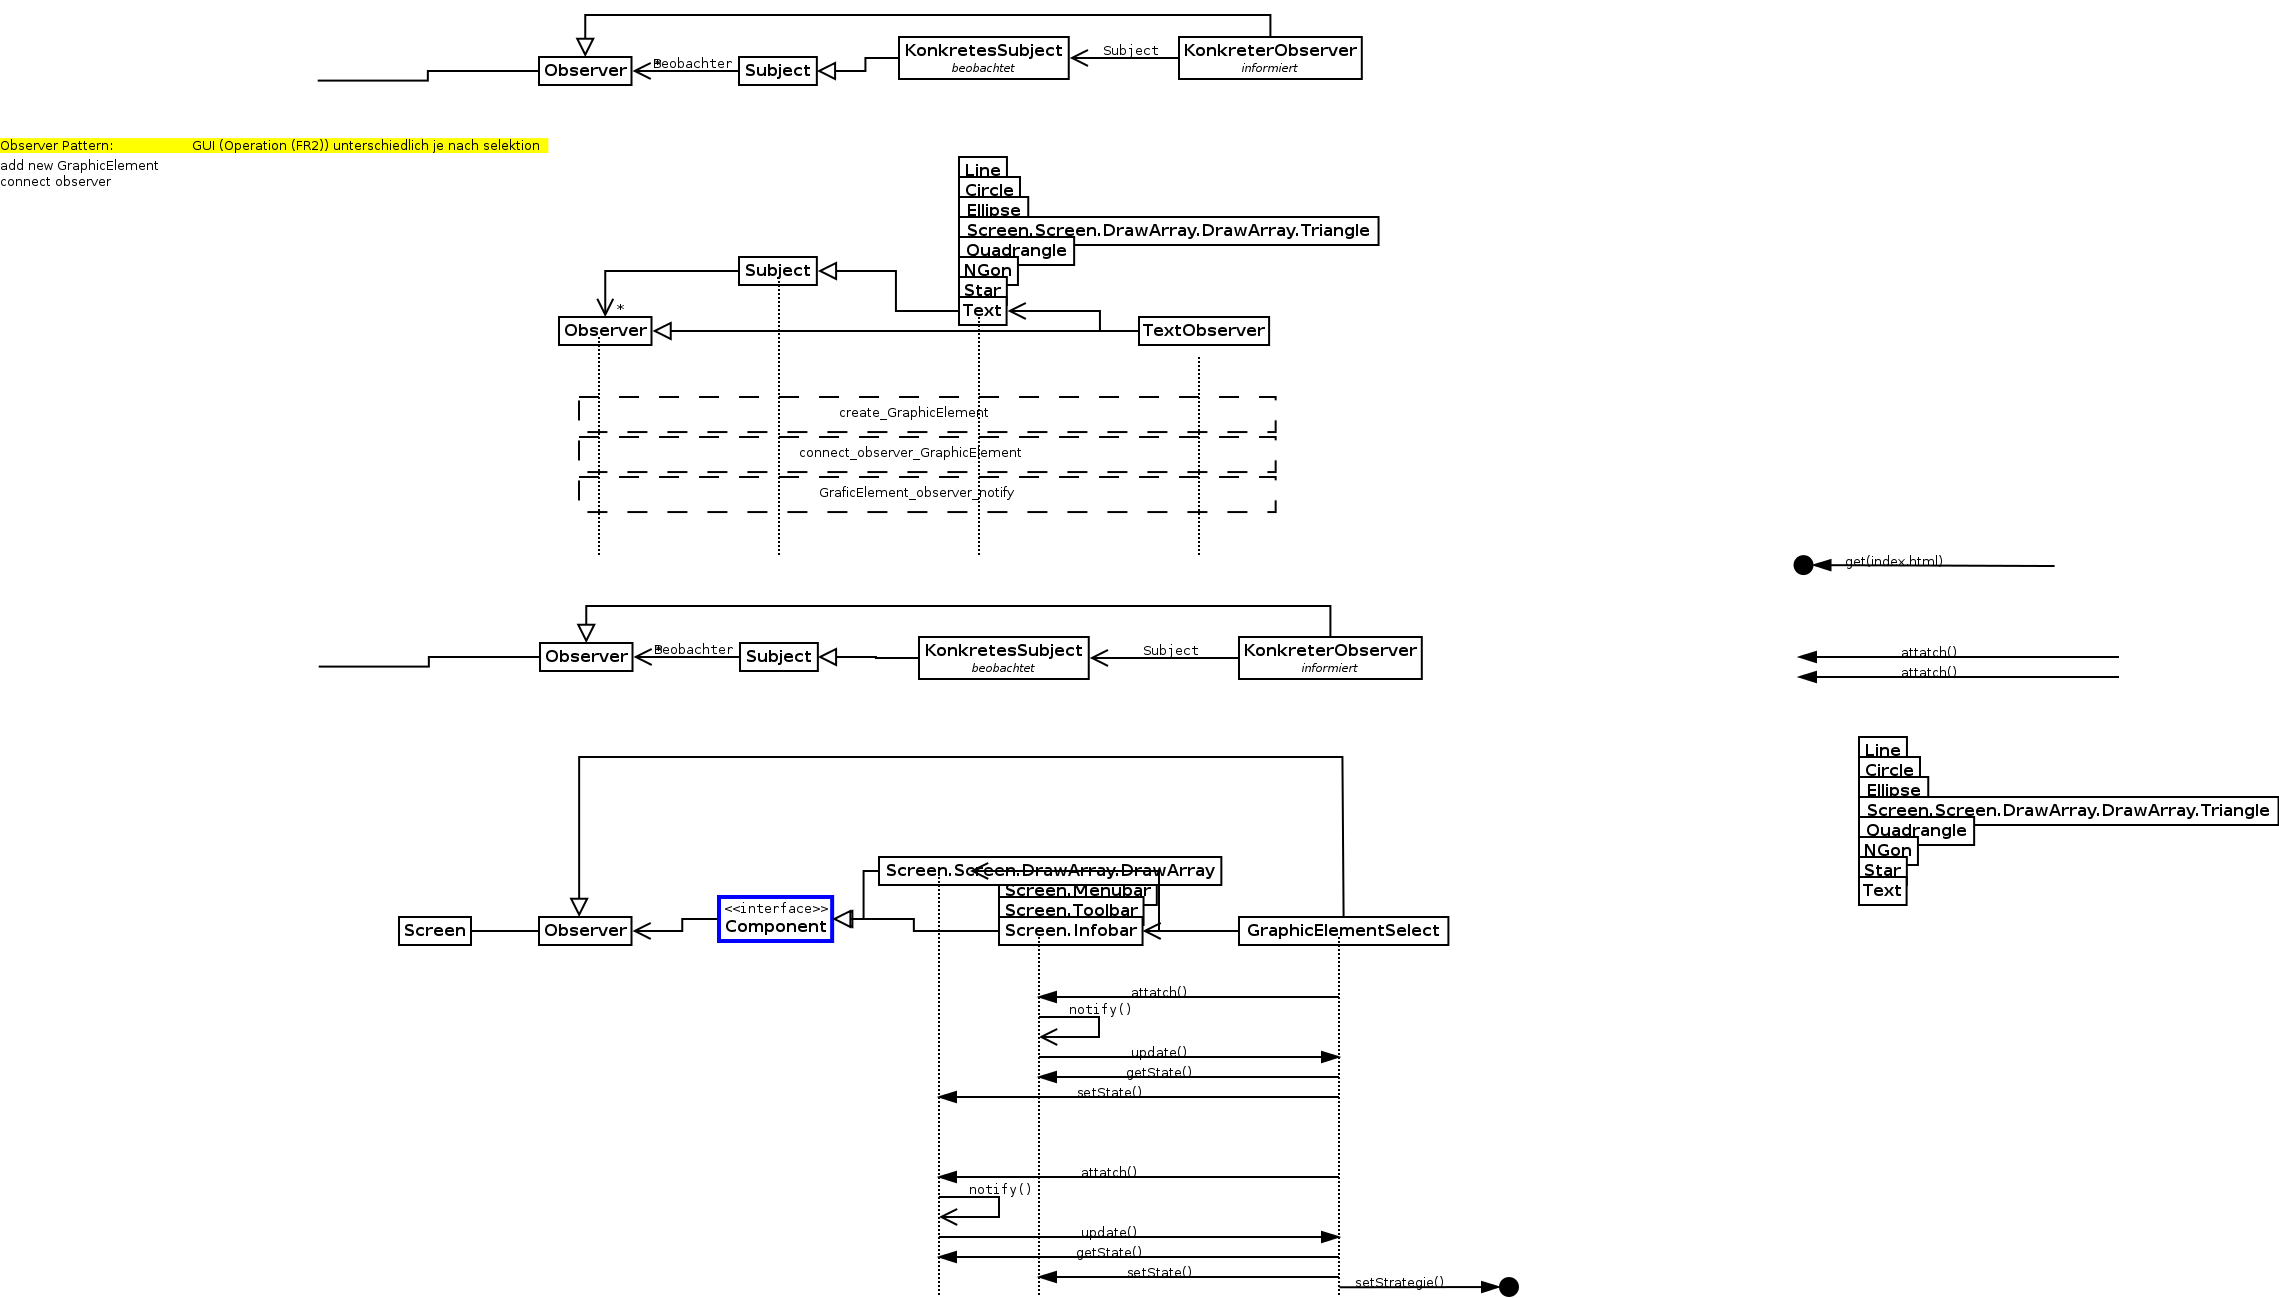 KonkretesSubject
beobachtet
Subject
KonkreterObserver
informiert
Observer
* Beobachter
Subject
Observer Pattern: GUI (Operation (FR2)) unterschiedlich je nach selektion
add new GraphicElement
connect observer
Line
Circle
Ellipse
Screen.Screen.DrawArray.DrawArray.Triangle
Quadrangle
NGon
Star
Text
Subject
*
Observer
TextObserver
create_GraphicElement
connect_observer_GraphicElement
GraficElement_observer_notify
get(index.html)
Observer
* Beobachter
Subject
KonkretesSubject
beobachtet
Subject
KonkreterObserver
informiert
attatch()
attatch()
Line
Circle
Ellipse
Screen.Screen.DrawArray.DrawArray.Triangle
Quadrangle
NGon
Star
Text
Screen.Screen.DrawArray.DrawArray
Screen.Menubar
Screen.Toolbar
Screen.Infobar
Screen
Observer
<<interface>>
Component
GraphicElementSelect
attatch()
notify()
update()
getState()
setState()
attatch()
notify()
update()
getState()
setState()
setStrategie()